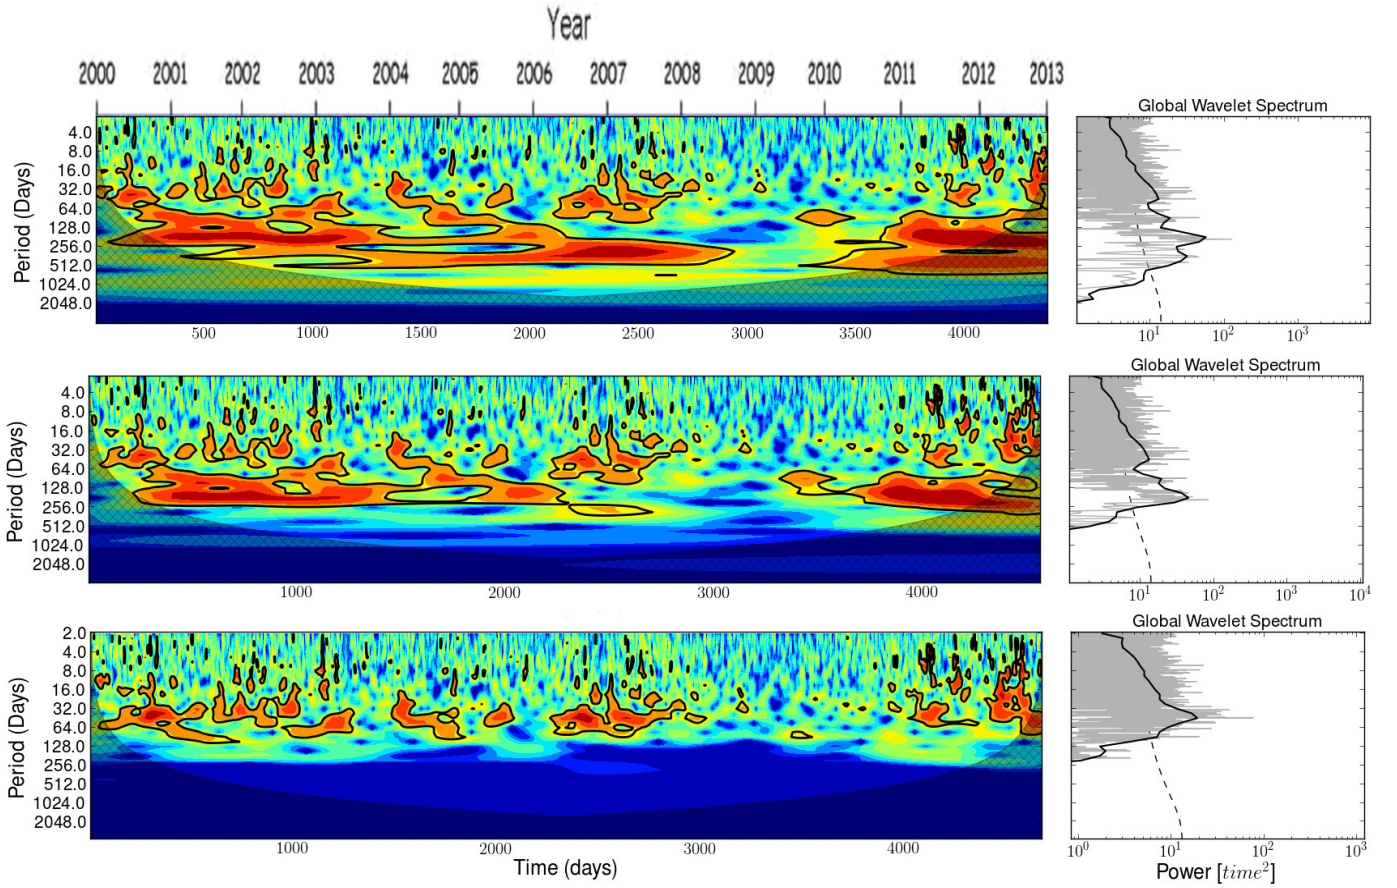 Year
2000 2001 2002 2003 2004 2005 2006 2007 2008 2009 2010 2011 2012 2013
Global Wavelet Spectrum
Period (Days)
4.0
8.0
16.0
32.0
64.0
128.0
256.0
512.0
1024.0
2048.0
500 1000 1500 2000 2500 3000 3500 4000
10¹ 10² 10³
Global Wavelet Spectrum
Period (Days)
4.0
8.0
16.0
32.0
64.0
128.0
256.0
512.0
1024.0
2048.0
1000 2000 3000 4000
10¹ 10² 10³ 10⁴
Global Wavelet Spectrum
Period (Days)
2.0
4.0
8.0
16.0
32.0
64.0
128.0
256.0
512.0
1024.0
2048.0
1000 2000 3000 4000
Time (days)
10⁰ 10¹ 10² 10³
Power [time²]